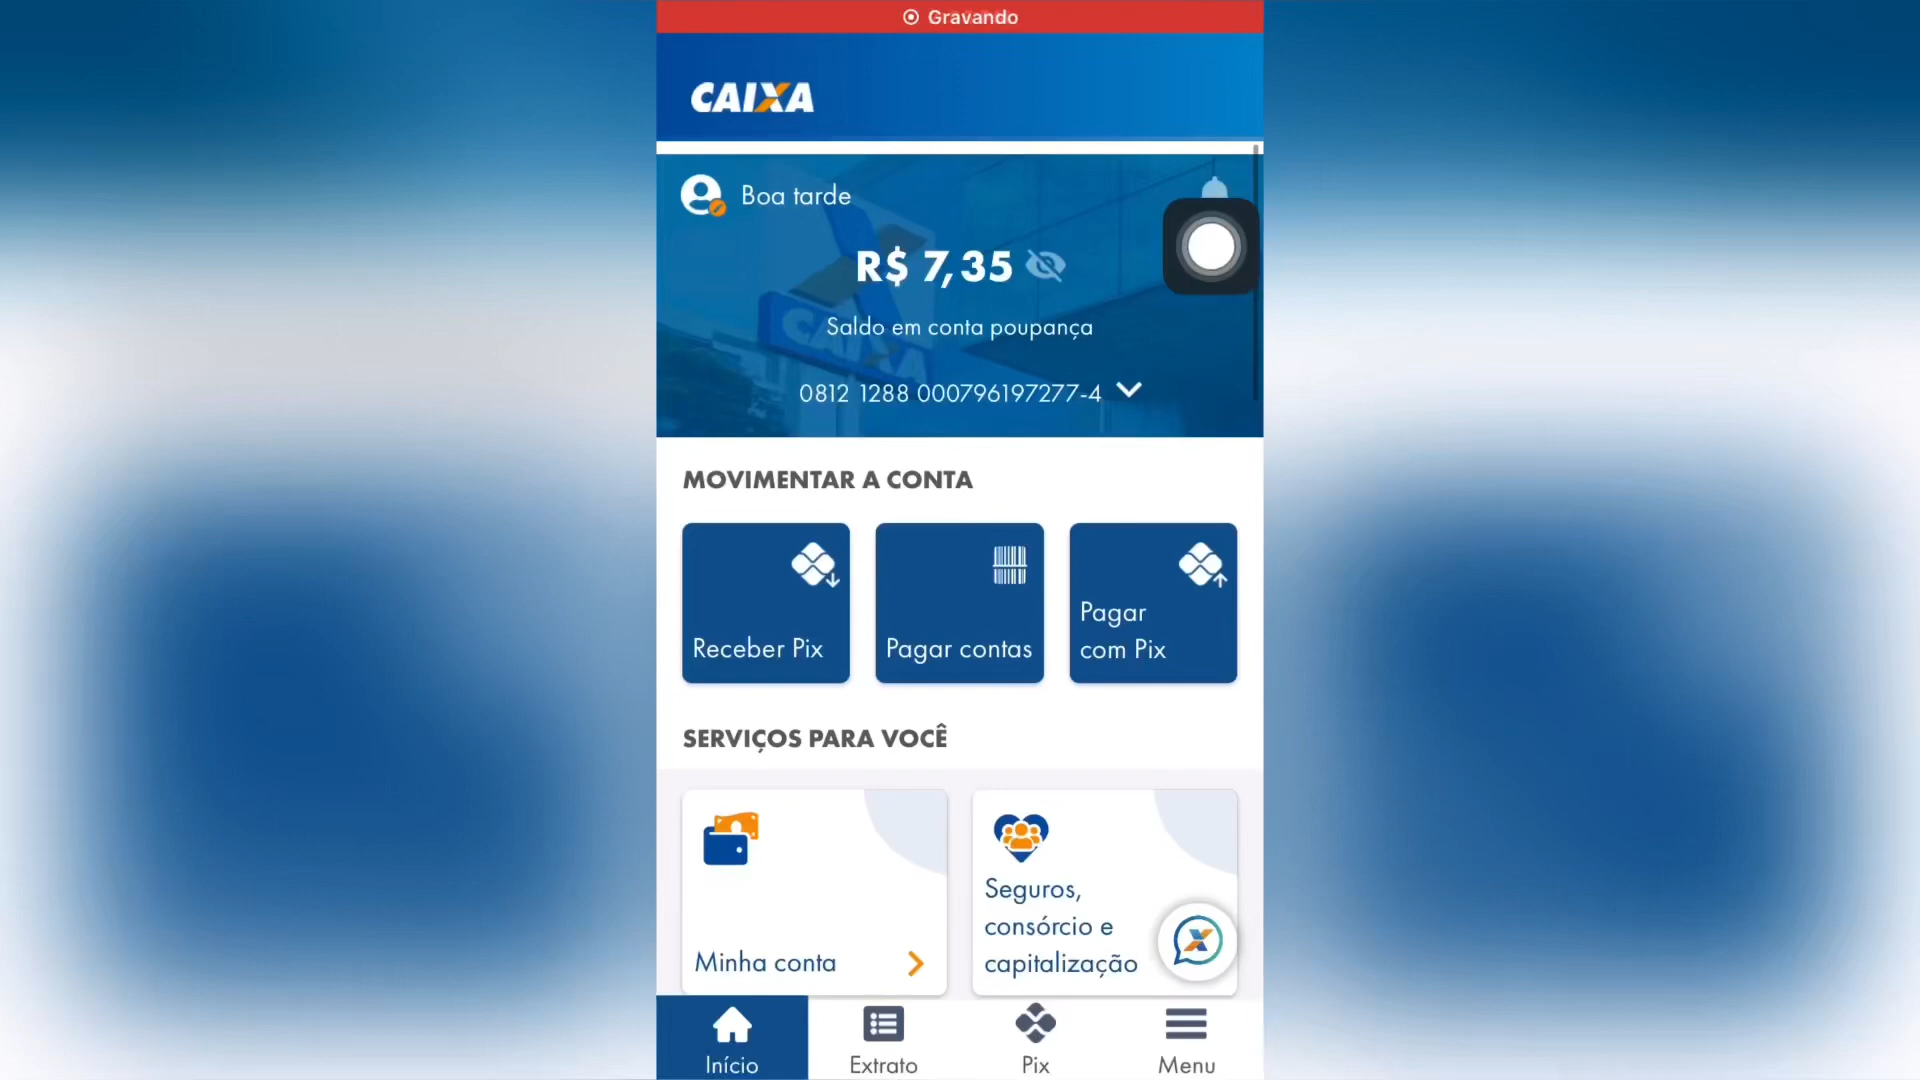 Gravando
CAIXA
Boa tarde
R$ 7,35
CAIXA
Saldo em conta poupança
0812 1288 000796197277-4
MOVIMENTAR A CONTA
Receber Pix
Pagar contas
Pagar
com Pix
SERVIÇOS PARA VOCÊ
Minha conta
Seguros,
consórcio e
capitalização
Início
Extrato
Pix
Menu